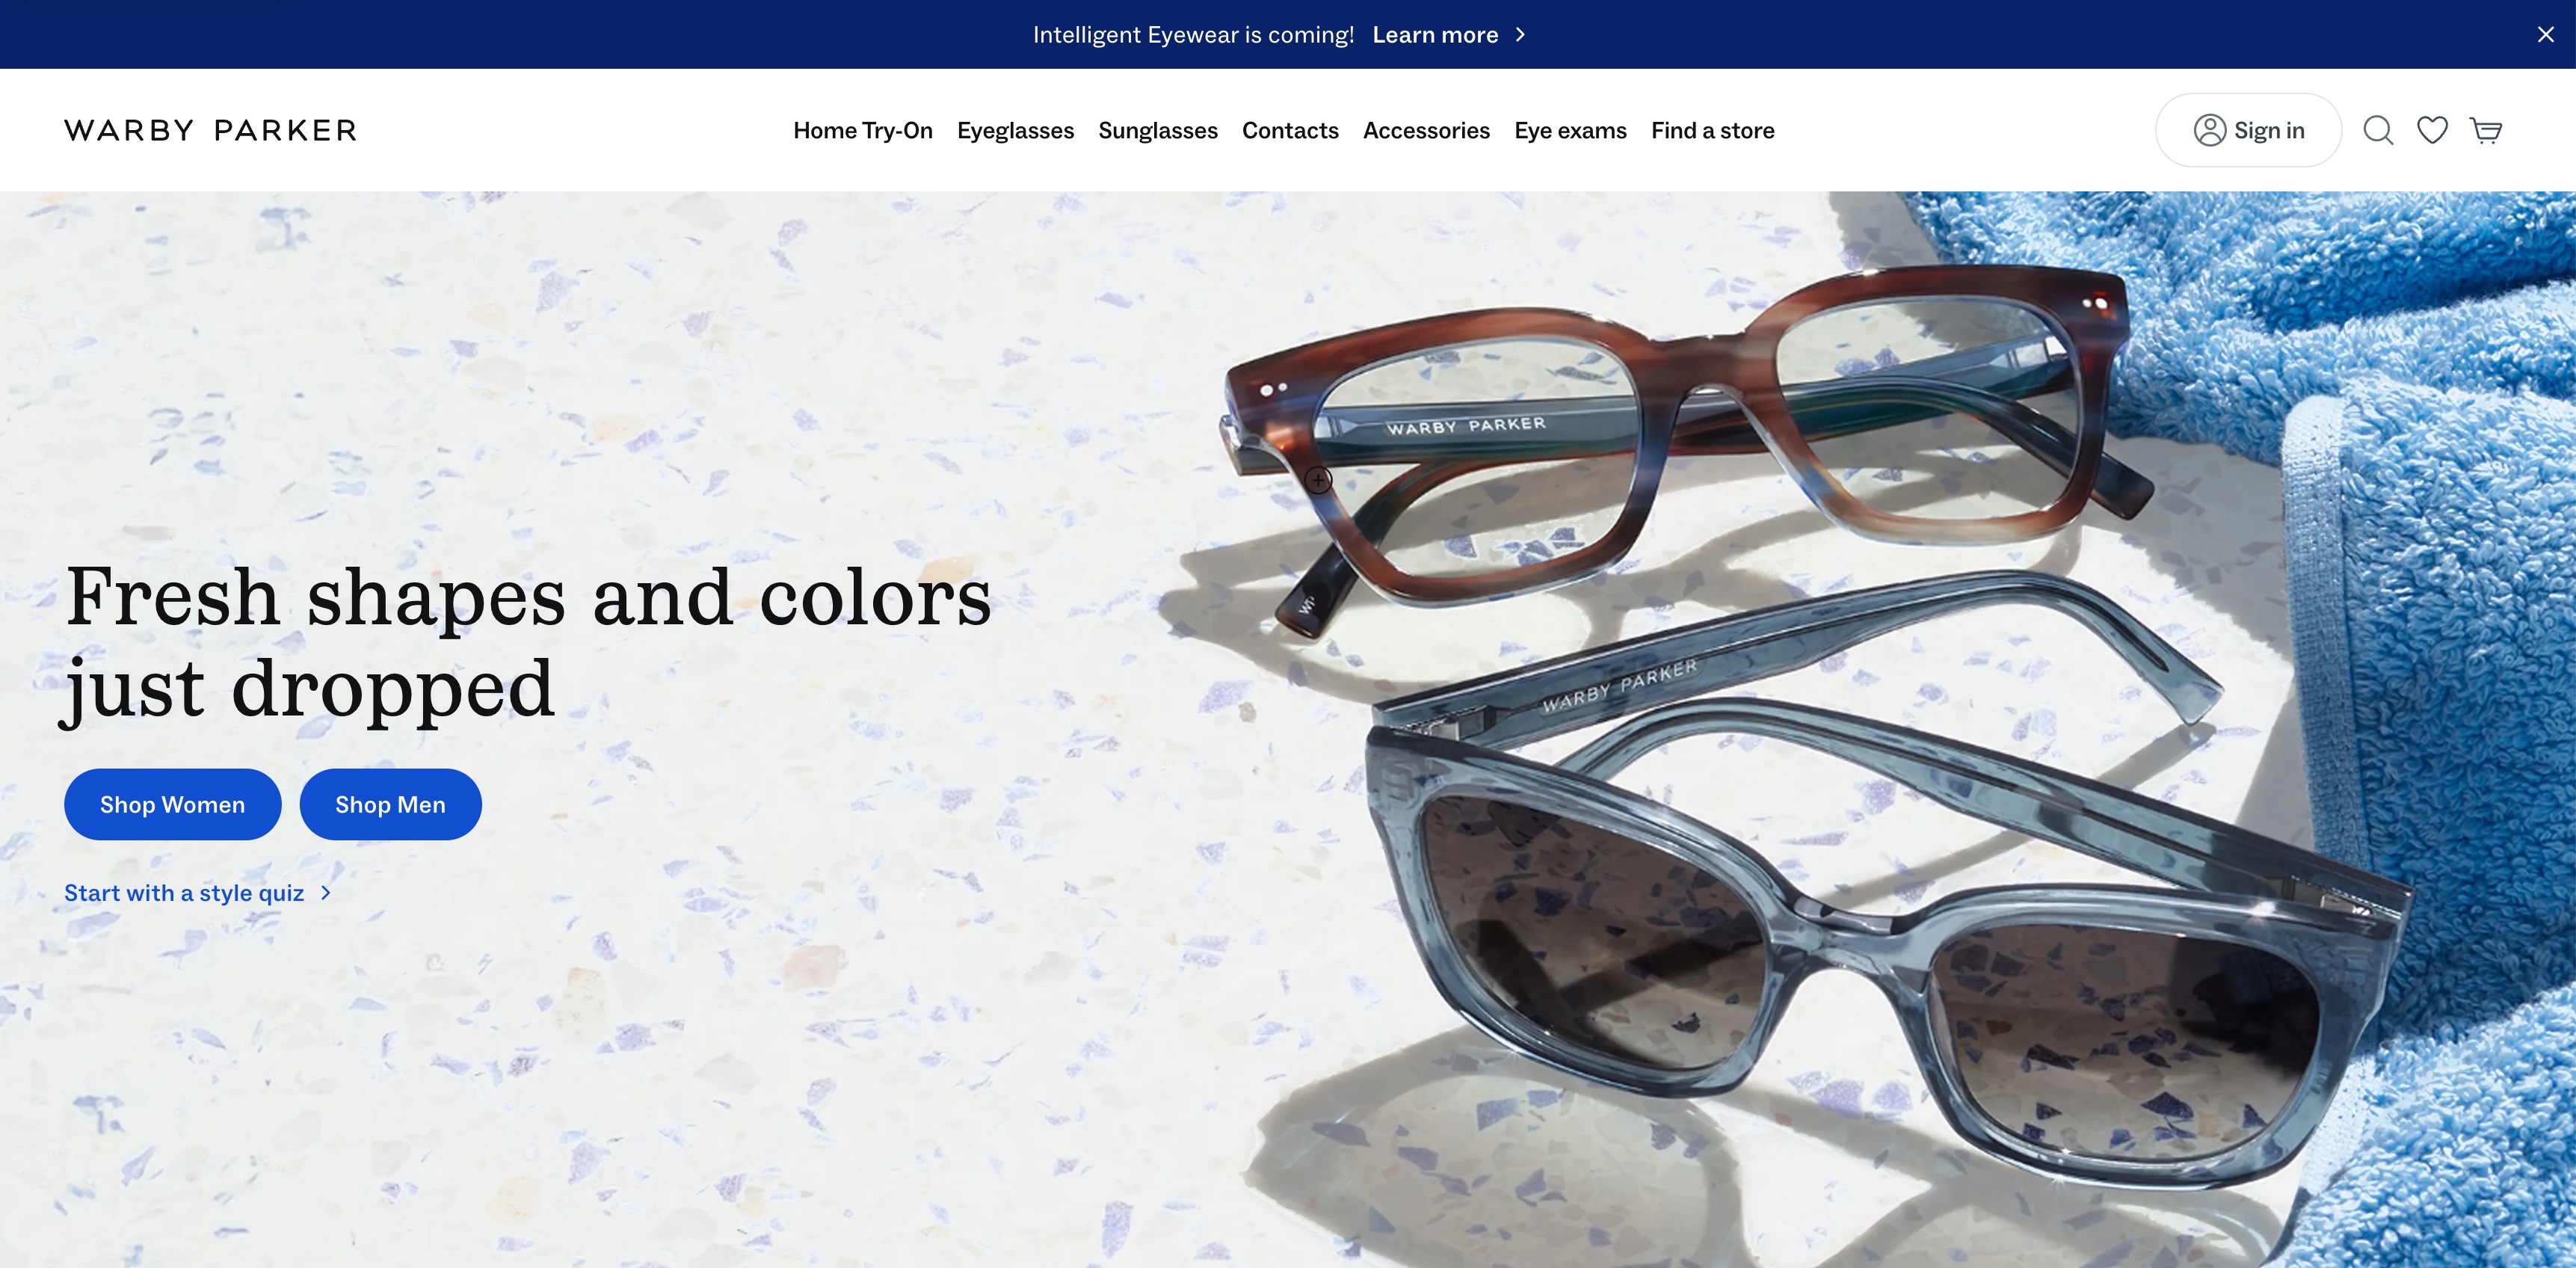 Intelligent Eyewear is coming! Learn more
WARBY PARKER
Home Try-On Eyeglasses Sunglasses Contacts Accessories Eye exams Find a store
Sign in
WARBY PARKER
WP
Fresh shapes and colors
just dropped
WARBY PARKER
Shop Women Shop Men
Start with a style quiz